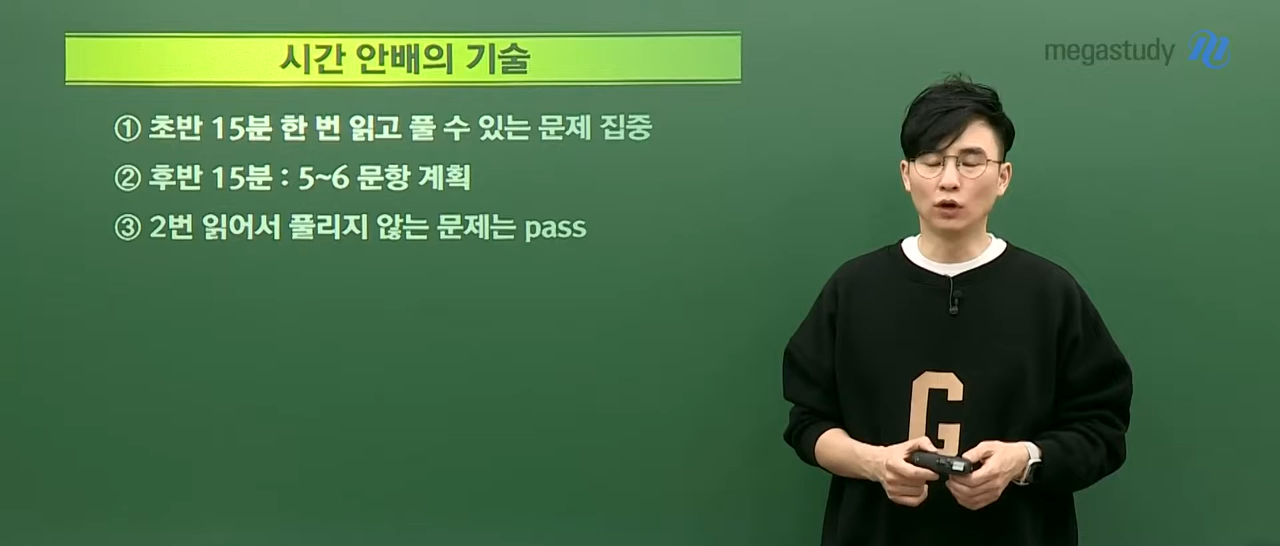 시간 안배의 기술
megastudy
① 초반 15분 한 번 읽고 풀 수 있는 문제 집중
② 후반 15분 : 5~6 문항 계획
③ 2번 읽어서 풀리지 않는 문제는 pass
G